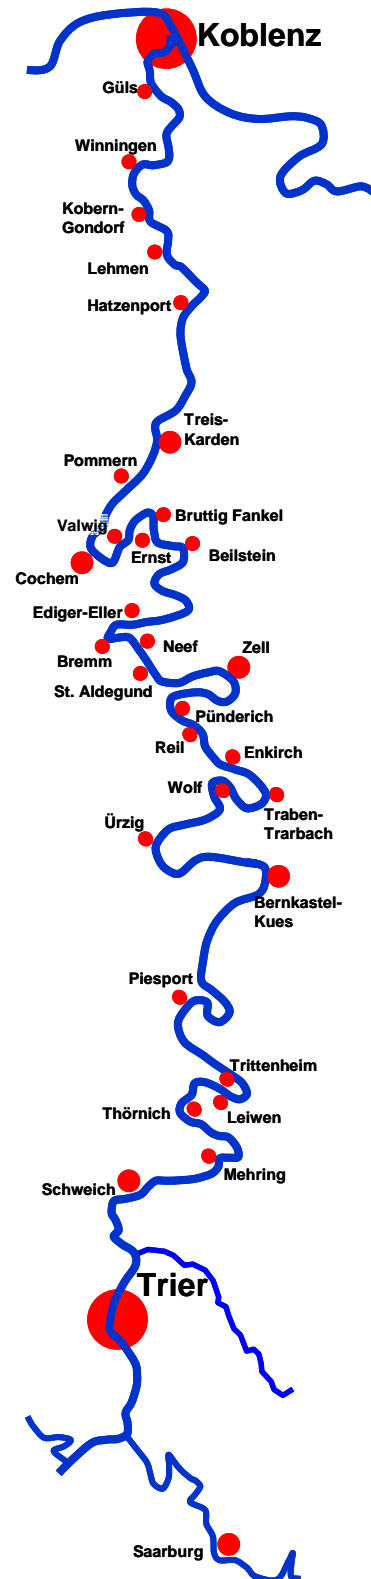 Koblenz
Güls
Winningen
Kobern-
Gondorf
Lehmen
Hatzenport
Treis-
Karden
Pommern
Bruttig Fankel
Valwig
Ernst
Beilstein
Cochem
Ediger-Eller
Neef
Zell
Bremm
St. Aldegund
Pünderich
Reil
Enkirch
Wolf
Traben-
Trarbach
Ürzig
Bernkastel-
Kues
Piesport
Trittenheim
Thörnich
Leiwen
Mehring
Schweich
Trier
Saarburg